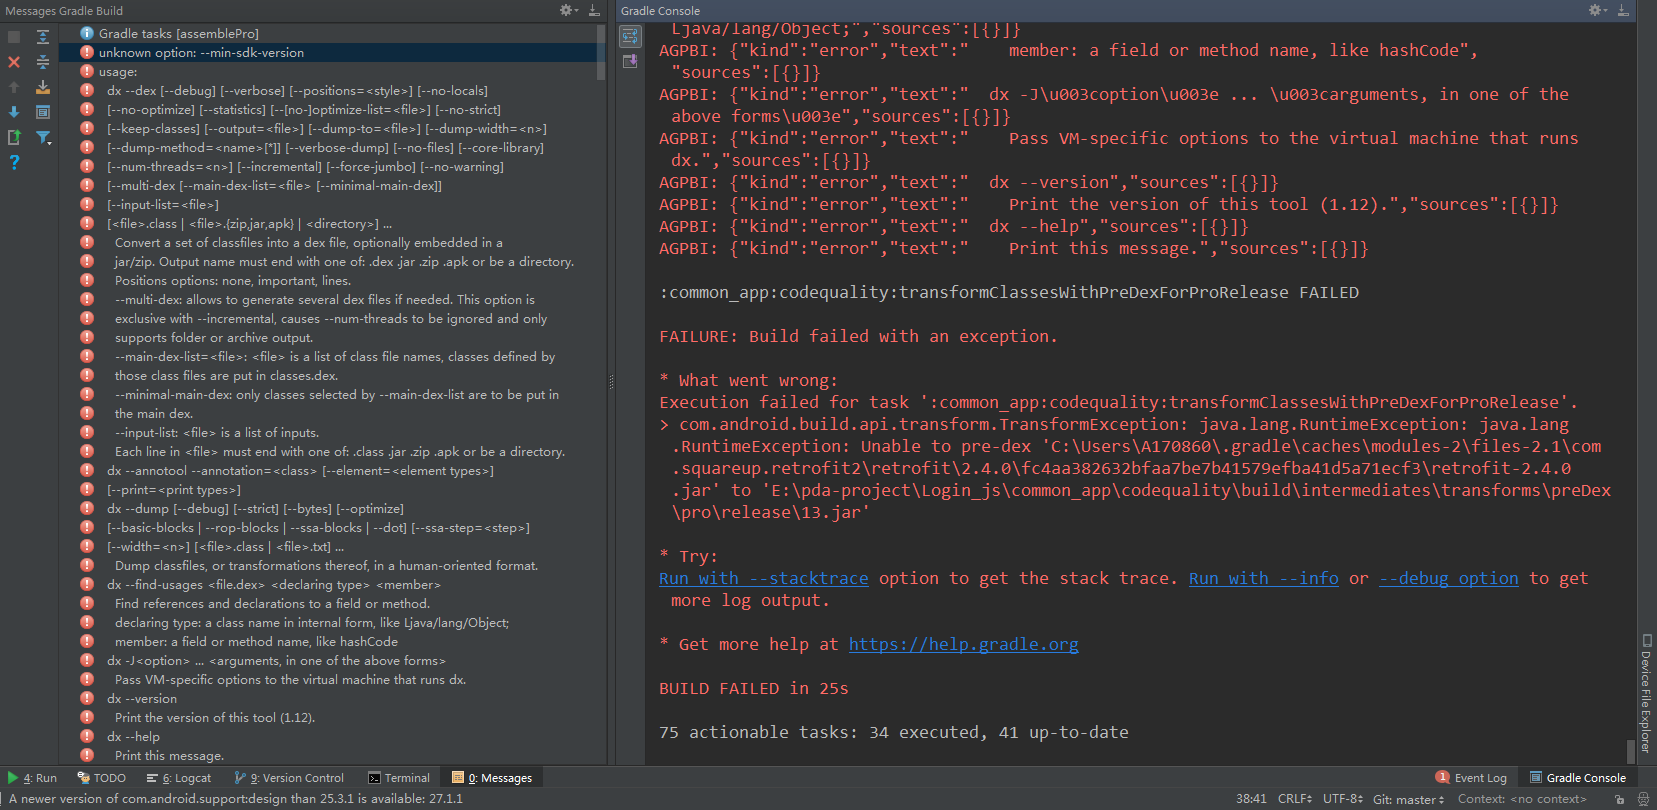 Messages Gradle Build
Gradle tasks [assemblePro]
unknown option: --min-sdk-version
usage:
dx --dex [--debug] [--verbose] [--positions=<style>] [--no-locals]
[--no-optimize] [--statistics] [--[no-]optimize-list=<file>] [--no-strict]
[--keep-classes] [--output=<file>] [--dump-to=<file>] [--dump-width=<n>]
[--dump-method=<name>[*]] [--verbose-dump] [--no-files] [--core-library]
[--num-threads=<n>] [--incremental] [--force-jumbo] [--no-warning]
[--multi-dex [--main-dex-list=<file> [--minimal-main-dex]]
[--input-list=<file>]
[<file>.class | <file>.{zip,jar,apk} | <directory>] ...
Convert a set of classfiles into a dex file, optionally embedded in a
jar/zip. Output name must end with one of: .dex .jar .zip .apk or be a directory.
Positions options: none, important, lines.
--multi-dex: allows to generate several dex files if needed. This option is
exclusive with --incremental, causes --num-threads to be ignored and only
supports folder or archive output.
--main-dex-list=<file>: <file> is a list of class file names, classes defined by
those class files are put in classes.dex.
--minimal-main-dex: only classes selected by --main-dex-list are to be put in
the main dex.
--input-list: <file> is a list of inputs.
Each line in <file> must end with one of: .class .jar .zip .apk or be a directory.
dx --annotool --annotation=<class> [--element=<element types>]
[--print=<print types>]
dx --dump [--debug] [--strict] [--bytes] [--optimize]
[--basic-blocks | --rop-blocks | --ssa-blocks | --dot] [--ssa-step=<step>]
[--width=<n>] [<file>.class | <file>.txt] ...
Dump classfiles, or transformations thereof, in a human-oriented format.
dx --find-usages <file.dex> <declaring type> <member>
Find references and declarations to a field or method.
declaring type: a class name in internal form, like Ljava/lang/Object;
member: a field or method name, like hashCode
dx -J<option> ... <arguments, in one of the above forms>
Pass VM-specific options to the virtual machine that runs dx.
dx --version
Print the version of this tool (1.12).
dx --help
Print this message.
Gradle Console
Ljava/lang/Object;","sources":[{}]}
AGPBI: {"kind":"error","text":"    member: a field or method name, like hashCode",
"sources":[{}]}
AGPBI: {"kind":"error","text":"  dx -J\u003coption\u003e ... \u003carguments, in one of the
above forms\u003e","sources":[{}]}
AGPBI: {"kind":"error","text":"    Pass VM-specific options to the virtual machine that runs
dx.","sources":[{}]}
AGPBI: {"kind":"error","text":"  dx --version","sources":[{}]}
AGPBI: {"kind":"error","text":"    Print the version of this tool (1.12).","sources":[{}]}
AGPBI: {"kind":"error","text":"  dx --help","sources":[{}]}
AGPBI: {"kind":"error","text":"    Print this message.","sources":[{}]}
:common_app:codequality:transformClassesWithPreDexForProRelease FAILED
FAILURE: Build failed with an exception.
* What went wrong:
Execution failed for task ':common_app:codequality:transformClassesWithPreDexForProRelease'.
> com.android.build.api.transform.TransformException: java.lang.RuntimeException: java.lang
.RuntimeException: Unable to pre-dex 'C:\Users\A170860\.gradle\caches\modules-2\files-2.1\com
.squareup.retrofit2\retrofit\2.4.0\fc4aa382632bfaa7be7b41579efba41d5a71ecf3\retrofit-2.4.0
.jar' to 'E:\pda-project\Login_js\common_app\codequality\build\intermediates\transforms\preDex
\pro\release\13.jar'
* Try:
Run with --stacktrace option to get the stack trace. Run with --info or --debug option to get
more log output.
* Get more help at https://help.gradle.org
BUILD FAILED in 25s
75 actionable tasks: 34 executed, 41 up-to-date
Device File Explorer
4: Run TODO 6: Logcat 9: Version Control Terminal 0: Messages 1 Event Log Gradle Console
A newer version of com.android.support:design than 25.3.1 is available: 27.1.1 38:41 CRLF UTF-8 Git: master Context: <no context>